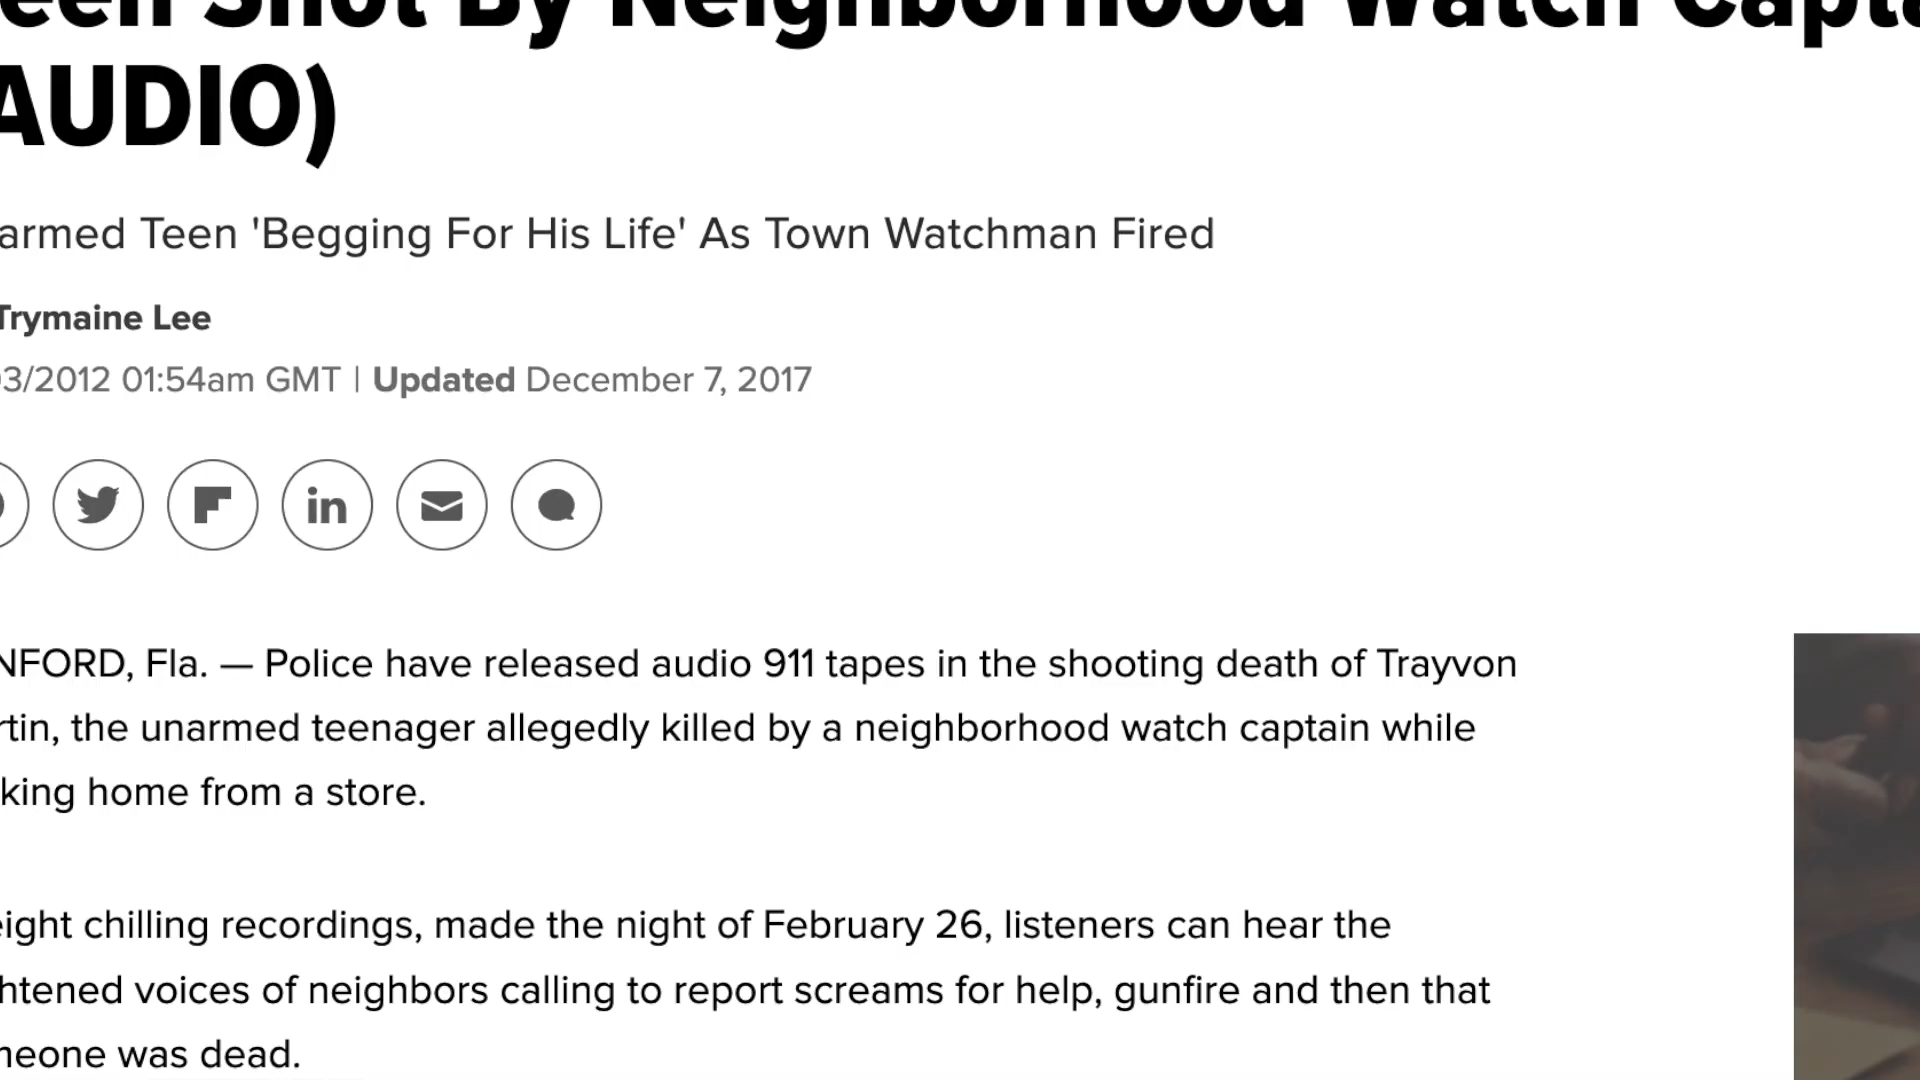 Shot By Neighborhood Watch
AUDIO)
armed Teen 'Begging For His Life' As Town Watchman Fired
Trymaine Lee
3/2012 01:54am GMT | Updated December 7, 2017
in
NFORD, Fla. — Police have released audio 911 tapes in the shooting death of Trayvon
rtin, the unarmed teenager allegedly killed by a neighborhood watch captain while
king home from a store.
eight chilling recordings, made the night of February 26, listeners can hear the
htened voices of neighbors calling to report screams for help, gunfire and then that
meone was dead.